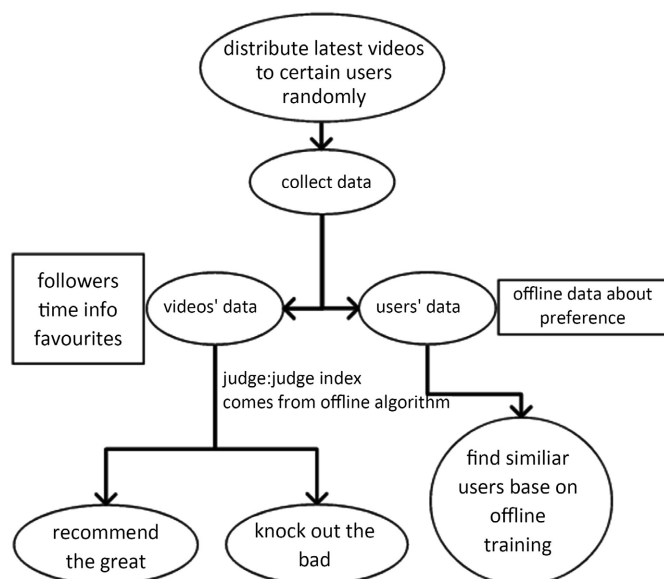 distribute latest videos
to certain users
randomly
collect data
followers
time info
favourites
videos' data
users' data
offline data about
preference
judge:judge index
comes from offline algorithm
recommend
the great
knock out the
bad
find similiar
users base on
offline
training